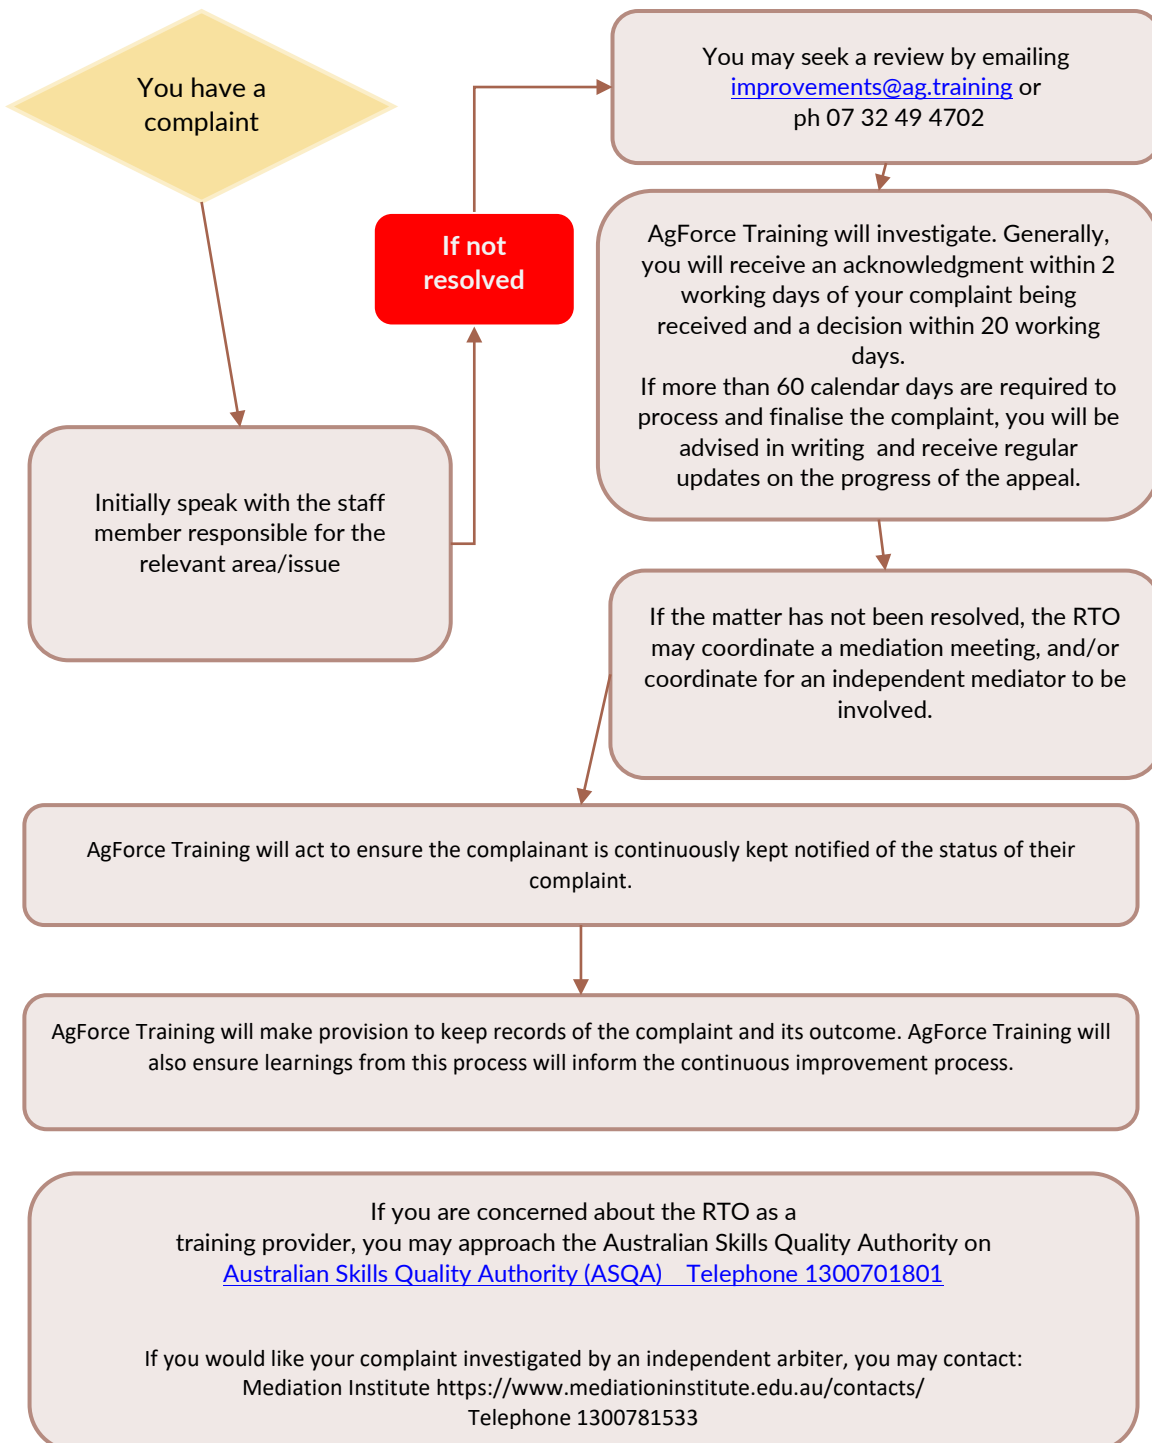 You have a
complaint
Initially speak with the staff
member responsible for the
relevant area/issue
If not
resolved
You may seek a review by emailing
improvements@ag.training or
ph 07 32 49 4702
AgForce Training will investigate. Generally,
you will receive an acknowledgment within 2
working days of your complaint being
received and a decision within 20 working
days.
If more than 60 calendar days are required to
process and finalise the complaint, you will be
advised in writing  and receive regular
updates on the progress of the appeal.
If the matter has not been resolved, the RTO
may coordinate a mediation meeting, and/or
coordinate for an independent mediator to be
involved.
AgForce Training will act to ensure the complainant is continuously kept notified of the status of their
complaint.
AgForce Training will make provision to keep records of the complaint and its outcome. AgForce Training will
also ensure learnings from this process will inform the continuous improvement process.
If you are concerned about the RTO as a
training provider, you may approach the Australian Skills Quality Authority on
Australian Skills Quality Authority (ASQA)    Telephone 1300701801
If you would like your complaint investigated by an independent arbiter, you may contact:
Mediation Institute https://www.mediationinstitute.edu.au/contacts/
Telephone 1300781533